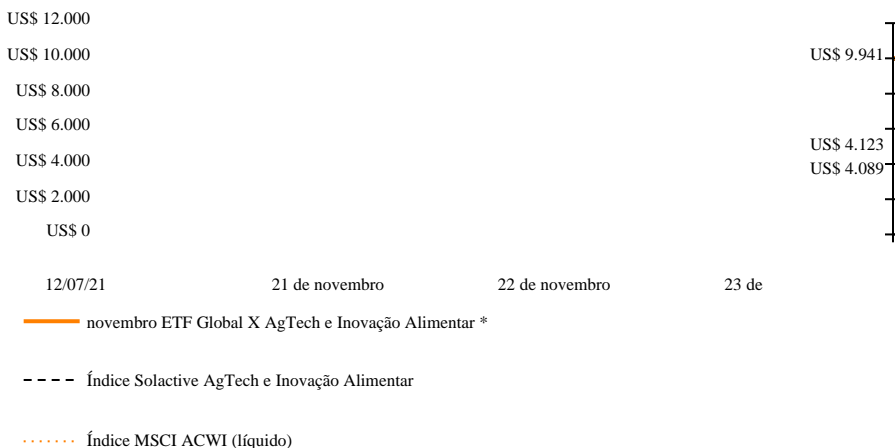 US$ 12.000
US$ 10.000
US$ 9.941
US$ 8.000
US$ 6.000
US$ 4.123
US$ 4.000
US$ 4.089
US$ 2.000
US$ 0
12/07/21 21 de novembro 22 de novembro 23 de
novembro ETF Global X AgTech e Inovação Alimentar *
Índice Solactive AgTech e Inovação Alimentar
Índice MSCI ACWI (líquido)